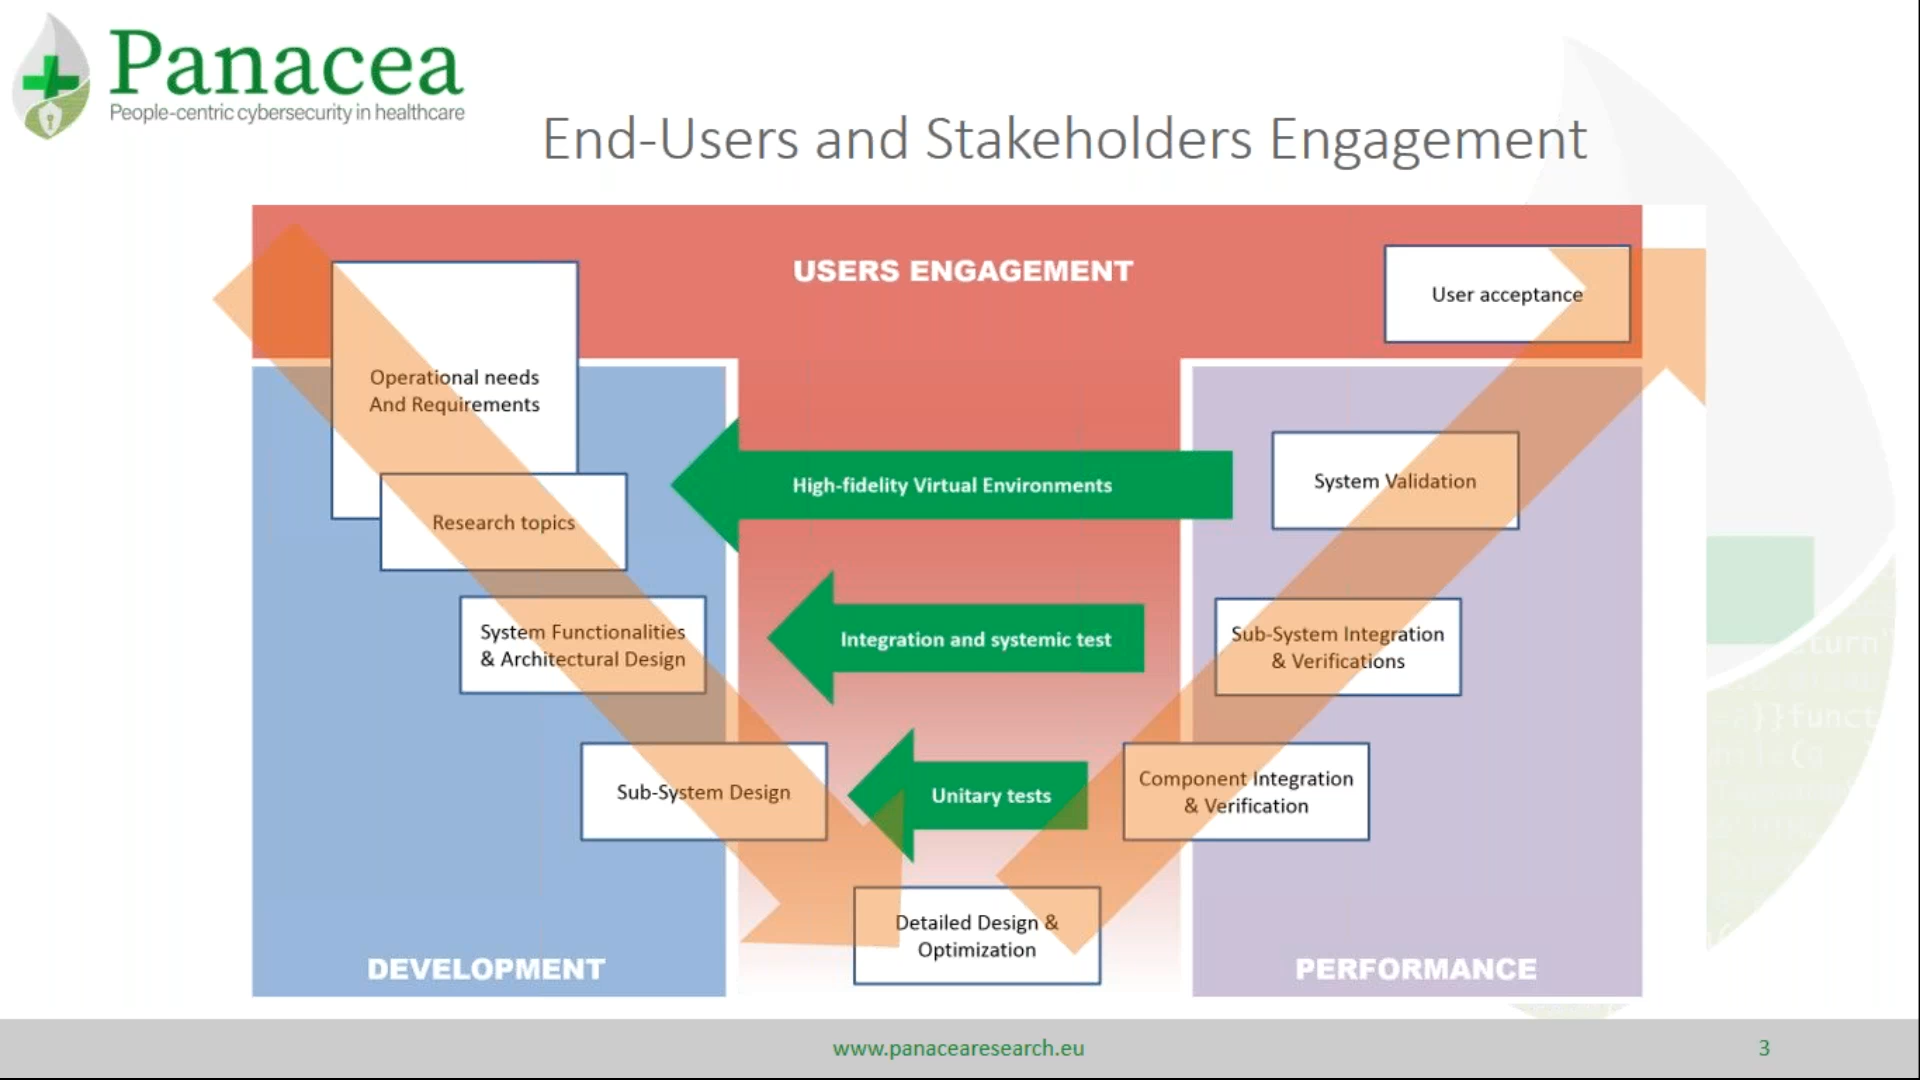 Panacea
People-centric cybersecurity in healthcare
End-Users and Stakeholders Engagement
USERS ENGAGEMENT
User acceptance
Operational needs
And Requirements
High-fidelity Virtual Environments
System Validation
Research topics
System Functionalities
& Architectural Design
Integration and systemic test
Sub-System Integration
& Verifications
Sub-System Design
Unitary tests
Component Integration
& Verification
Detailed Design &
Optimization
DEVELOPMENT
PERFORMANCE
www.panacearesearch.eu
3